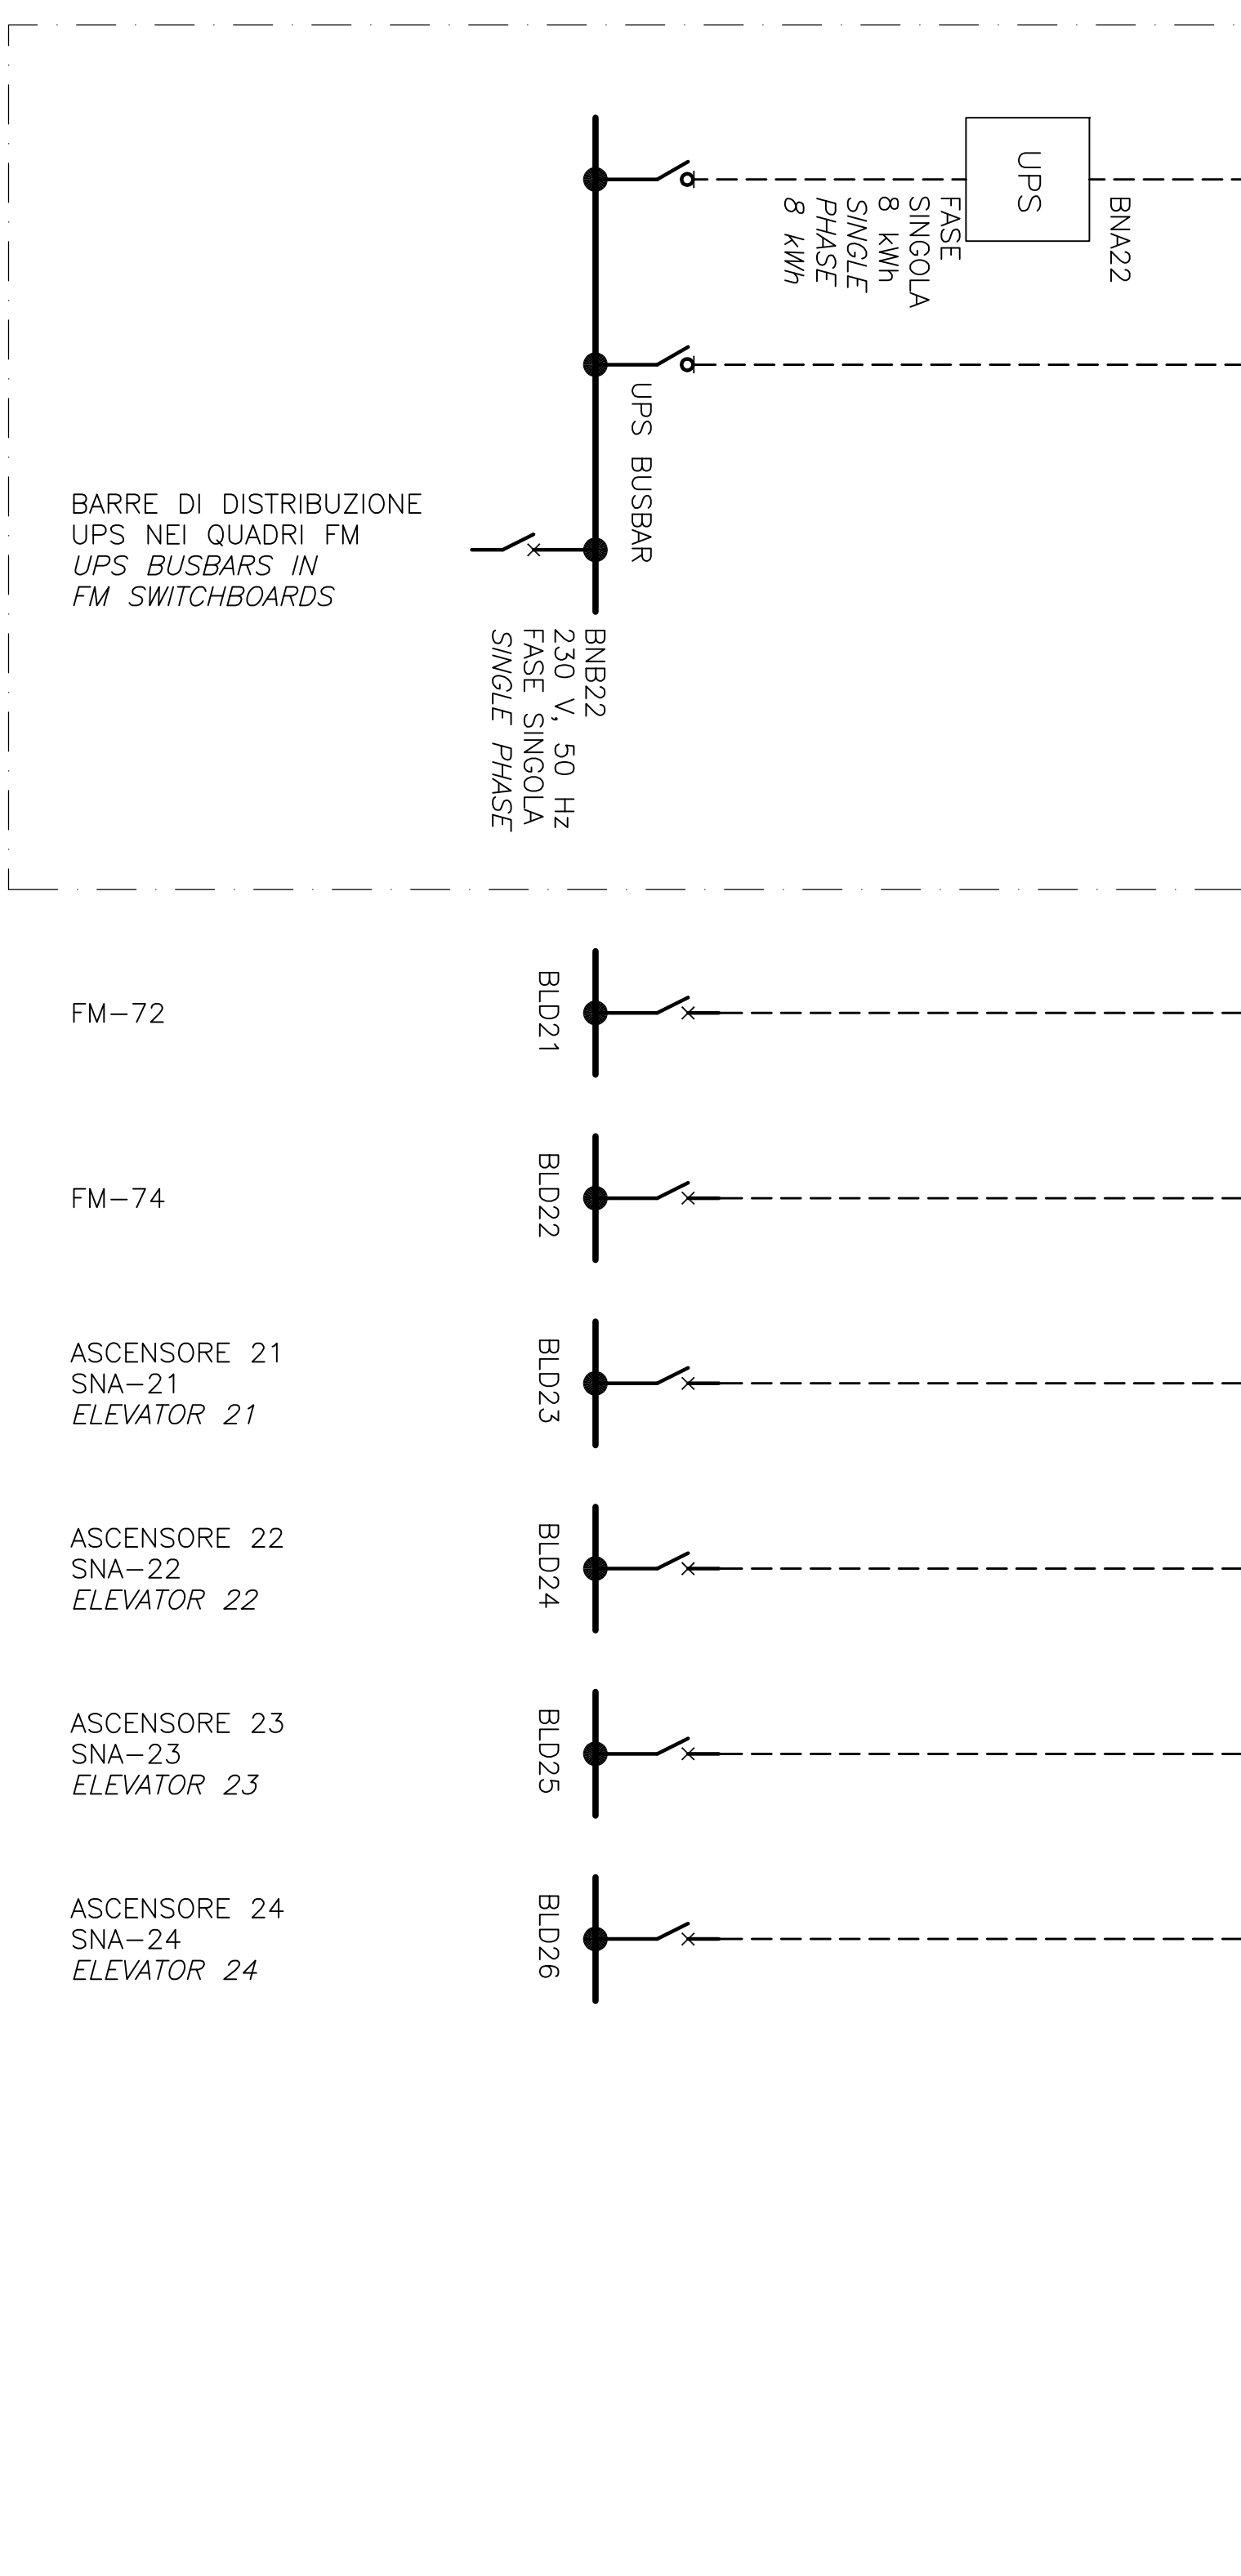 UPS
BNA22
FASE
SINGOLA
8 kWh
SINGLE
PHASE
8 kWh
UPS BUSBAR
BARRE DI DISTRIBUZIONE
UPS NEI QUADRI FM
UPS BUSBARS IN
FM SWITCHBOARDS
BNB22
230 V, 50 Hz
FASE SINGOLA
SINGLE PHASE
FM-72
BLD21
FM-74
BLD22
ASCENSORE 21
SNA-21
ELEVATOR 21
BLD23
ASCENSORE 22
SNA-22
ELEVATOR 22
BLD24
ASCENSORE 23
SNA-23
ELEVATOR 23
BLD25
ASCENSORE 24
SNA-24
ELEVATOR 24
BLD26